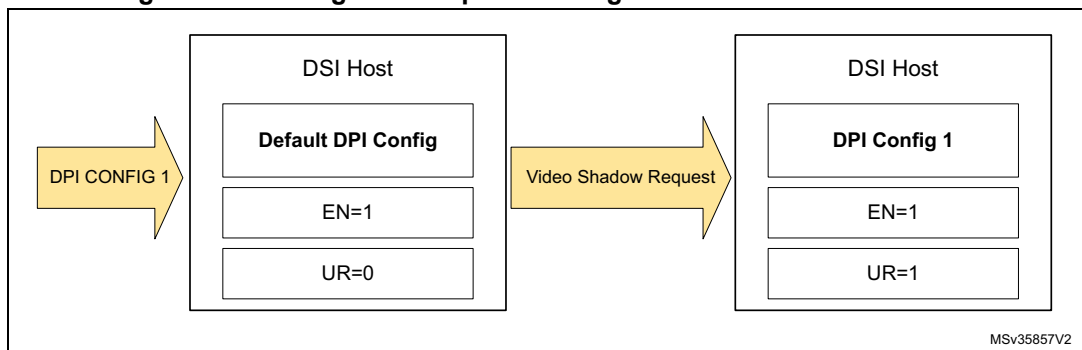 DSI Host
DSI Host
Default DPI Config
DPI Config 1
DPI CONFIG 1
Video Shadow Request
EN=1
EN=1
UR=0
UR=1
MSv35857V2